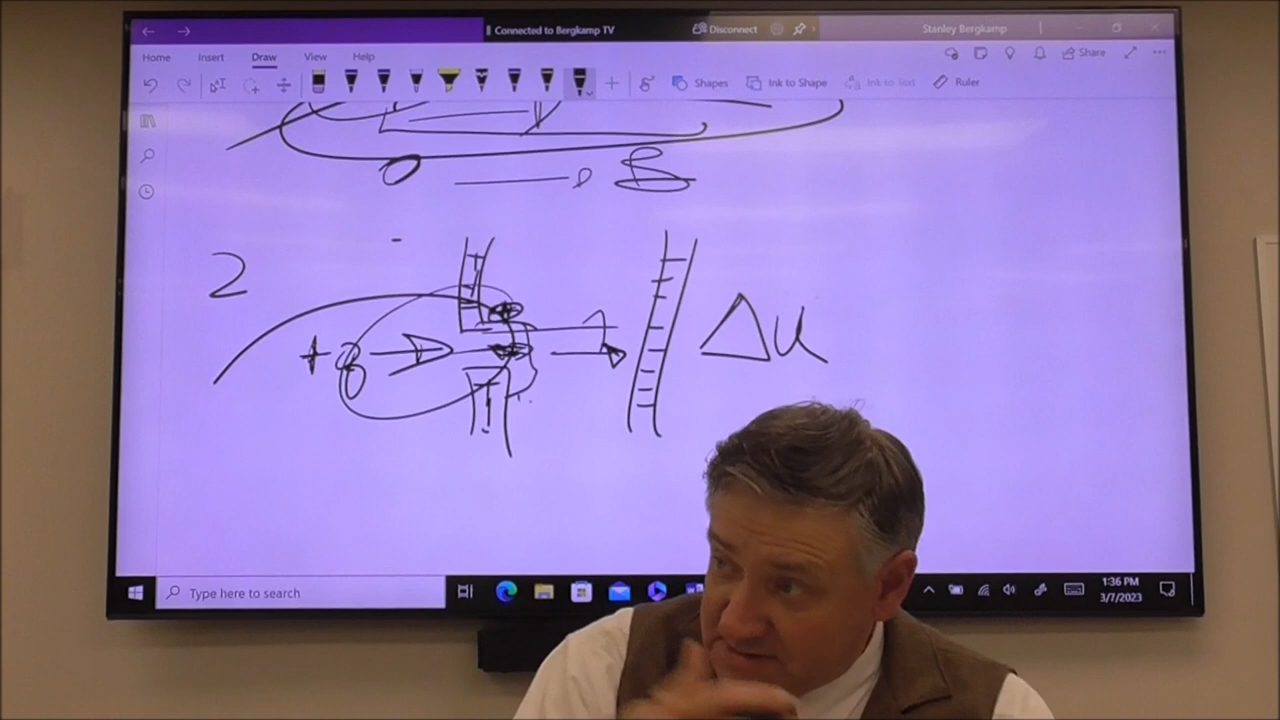 Connected to Bergkamp TV Disconnect Stanley Bergkamp
Home Insert Draw View Help Share
Shapes Ink to Shape Ink to Text Ruler
2
+
Δu
Type here to search
1:36 PM
3/7/2023